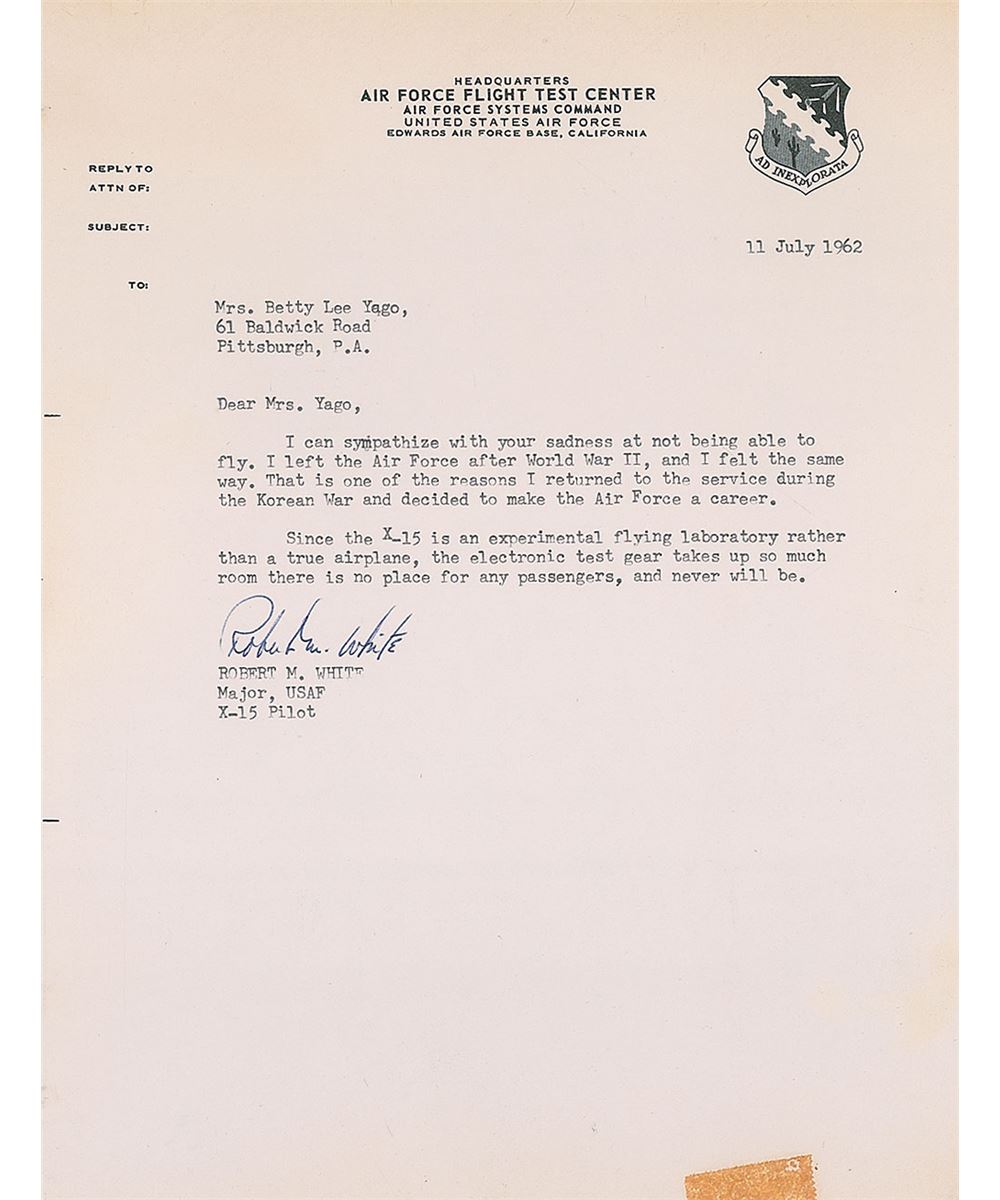 HEADQUARTERS
AIR FORCE FLIGHT TEST CENTER
AIR FORCE SYSTEMS COMMAND
UNITED STATES AIR FORCE
EDWARDS AIR FORCE BASE, CALIFORNIA
AD INEXPLORATA
REPLY TO
ATTN OF:
SUBJECT:
11 July 1962
TO:
Mrs. Betty Lee Yago,
61 Baldwick Road
Pittsburgh, P.A.
Dear Mrs. Yago,
I can sympathize with your sadness at not being able to
fly. I left the Air Force after World War II, and I felt the same
way. That is one of the reasons I returned to the service during
the Korean War and decided to make the Air Force a career.
Since the X-15 is an experimental flying laboratory rather
than a true airplane, the electronic test gear takes up so much
room there is no place for any passengers, and never will be.
Robert M. White
ROBERT M. WHITE
Major, USAF
X-15 Pilot